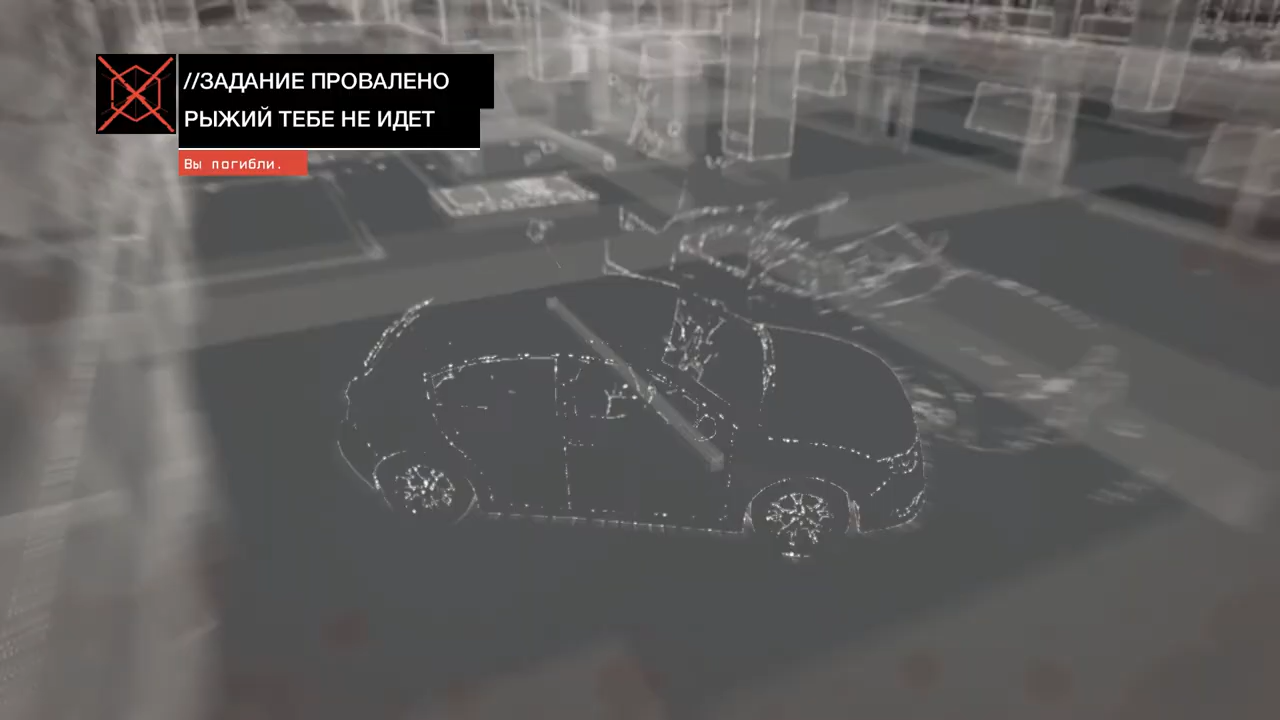 //ЗАДАНИЕ ПРОВАЛЕНО
РЫЖИЙ ТЕБЕ НЕ ИДЕТ
Вы погибли.